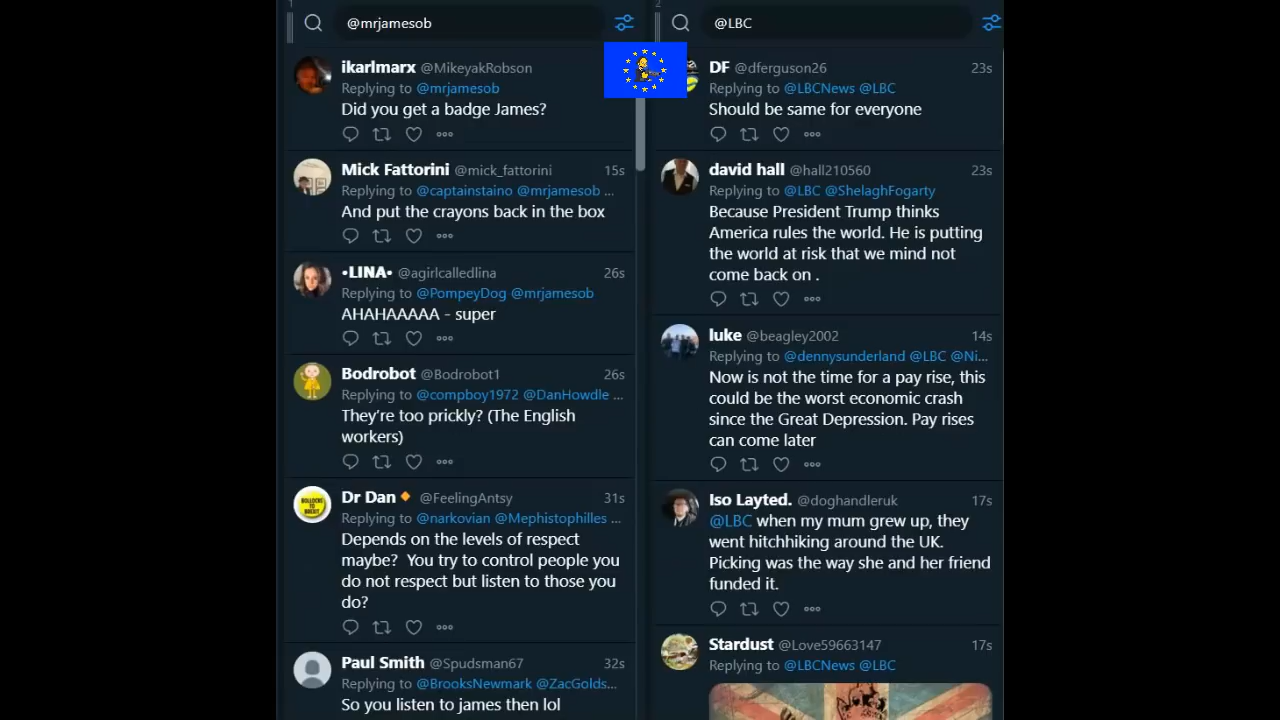 1
@mrjamesob
ikarlmarx @MikeyakRobson
Replying to @mrjamesob
Did you get a badge James?
Mick Fattorini @mick_fattorini 15s
Replying to @captainstaino @mrjamesob ...
And put the crayons back in the box
•LINA• @agirlcalledlina 26s
Replying to @PompeyDog @mrjamesob
AHAHAAAAA - super
Bodrobot @Bodrobot1 26s
Replying to @compboy1972 @DanHowdle ...
They're too prickly? (The English
workers)
BOLLOCKS
TO
BREXIT
Dr Dan @FeelingAntsy 31s
Replying to @narkovian @Mephistophilles ...
Depends on the levels of respect
maybe? You try to control people you
do not respect but listen to those you
do?
Paul Smith @Spudsman67 32s
Replying to @BrooksNewmark @ZacGolds...
So you listen to james then lol
2
@LBC
DF @dferguson26 23s
Replying to @LBCNews @LBC
Should be same for everyone
david hall @hall210560 23s
Replying to @LBC @ShelaghFogarty
Because President Trump thinks
America rules the world. He is putting
the world at risk that we mind not
come back on .
luke @beagley2002 14s
Replying to @dennysunderland @LBC @Ni...
Now is not the time for a pay rise, this
could be the worst economic crash
since the Great Depression. Pay rises
can come later
Iso Layted. @doghandleruk 17s
@LBC when my mum grew up, they
went hitchhiking around the UK.
Picking was the way she and her friend
funded it.
Stardust @Love59663147 17s
Replying to @LBCNews @LBC